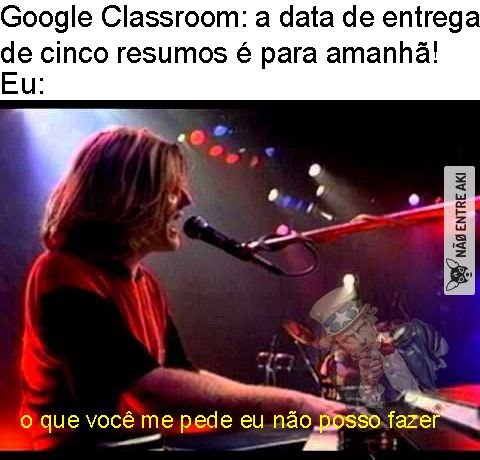 Google Classroom: a data de entrega
de cinco resumos é para amanhã!
Eu:
NÃO ENTRE AKI
o que você me pede eu não posso fazer